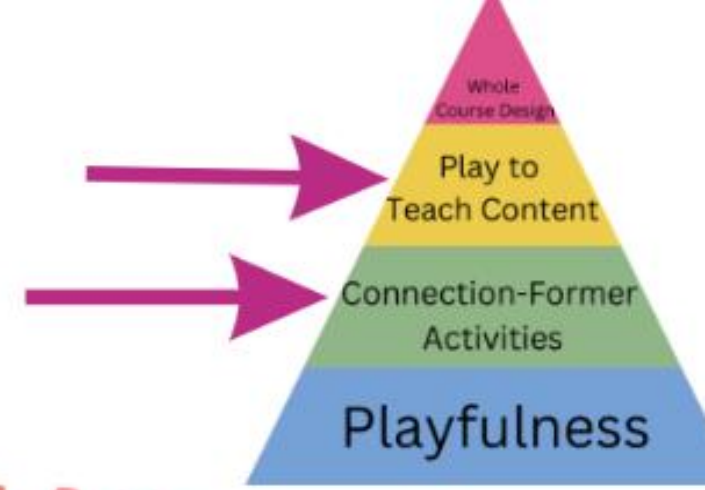 Whole
Course Design
Play to
Teach Content
Connection-Former
Activities
Playfulness